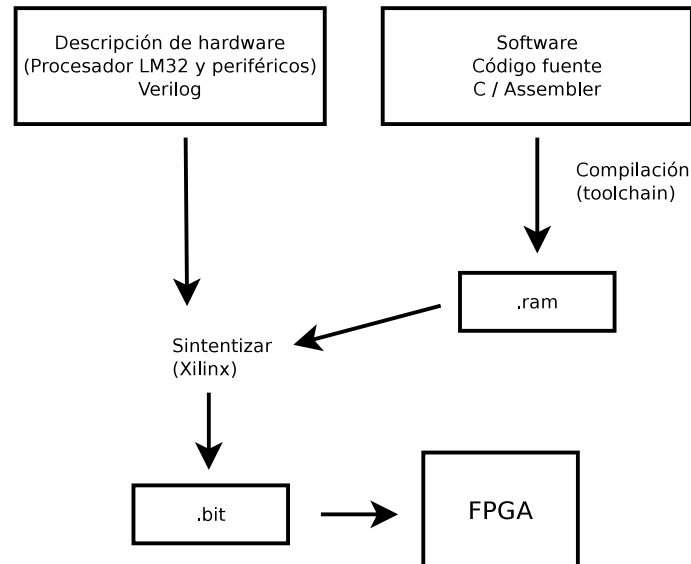 Descripción de hardware
(Procesador LM32 y periféricos)
Verilog
Software
Código fuente
C / Assembler
Compilación
(toolchain)
.ram
Sintentizar
(Xilinx)
.bit
FPGA